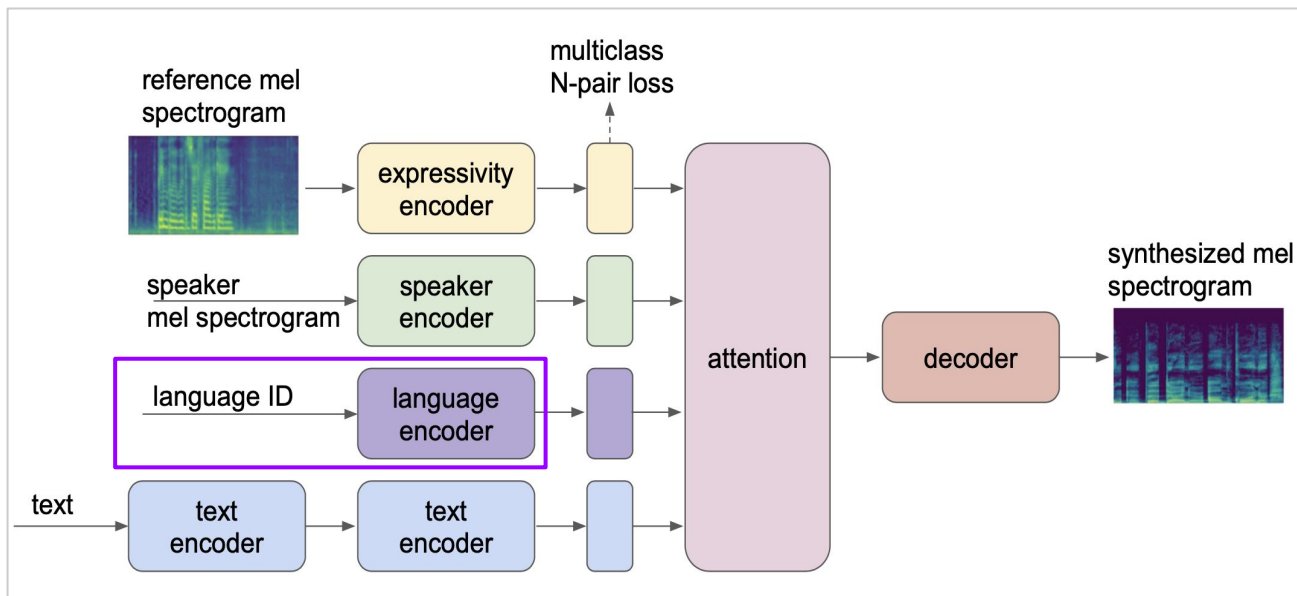 multiclass
N-pair loss
reference mel
spectrogram
expressivity
encoder
speaker
mel spectrogram
speaker
encoder
synthesized mel
spectrogram
attention
decoder
language ID
language
encoder
text
text
encoder
text
encoder